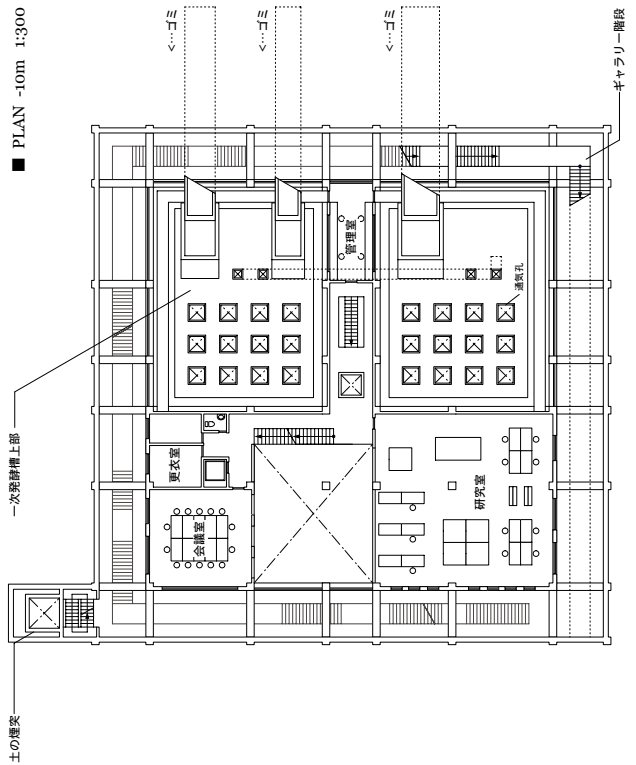 ■ PLAN -10m 1:300
<…ゴミ
<…ゴミ
<…ゴミ
ギャラリー階段
管理室
通気孔
一次発酵槽上部
更衣室
会議室
研究室
土の煙突